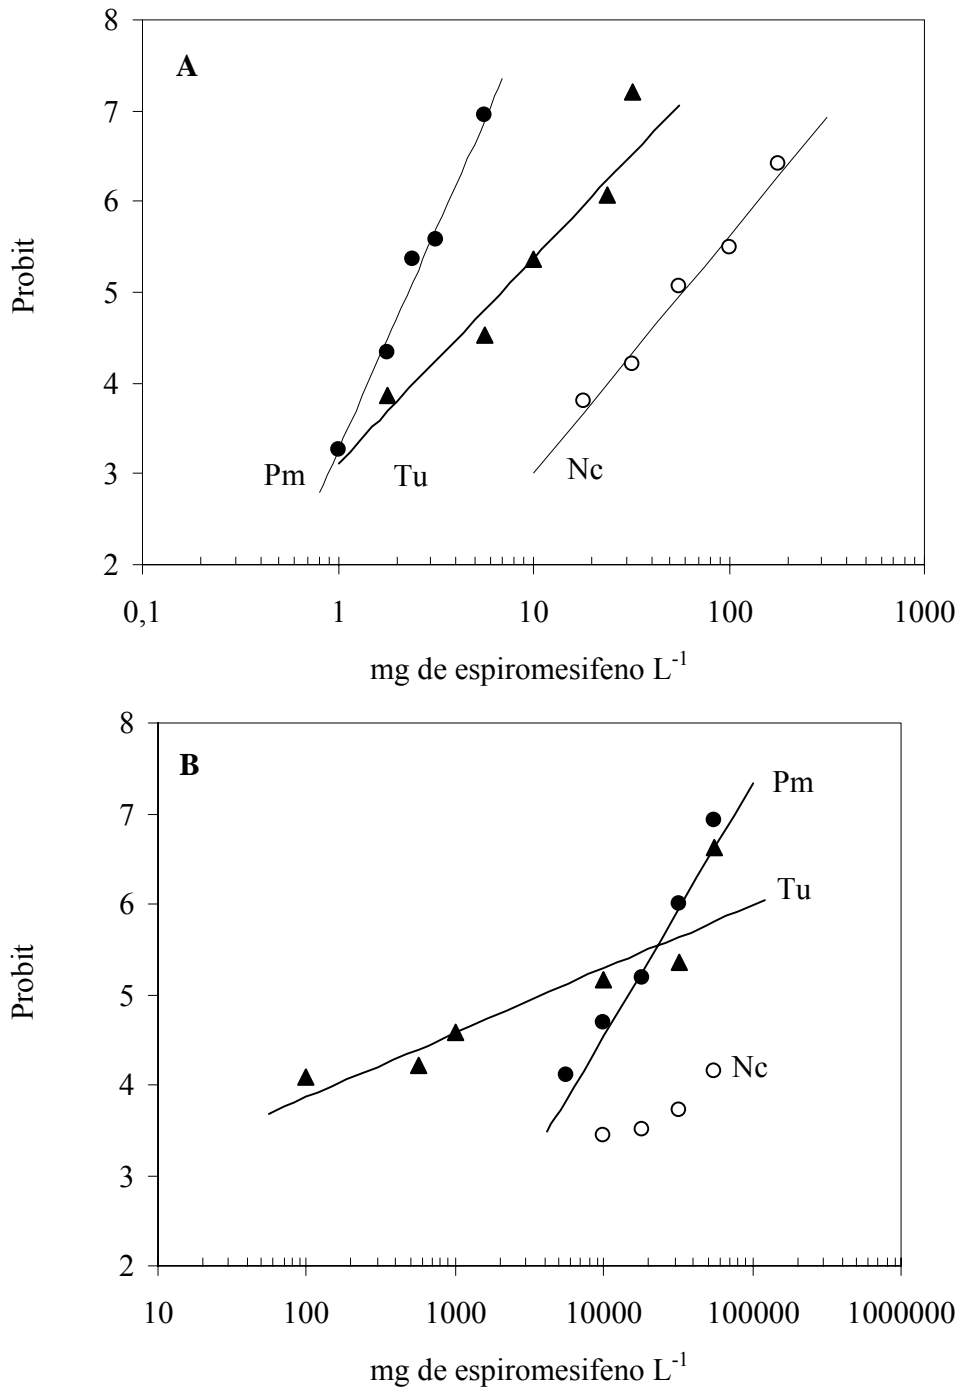 8
A
7
6
Probit
5
4
3
Pm
Tu
Nc
2
0,1 1 10 100 1000
mg de espiromesifeno L-1
8
B
Pm
7
Tu
6
Probit
5
Nc
4
3
2
10 100 1000 10000 100000 1000000
mg de espiromesifeno L-1